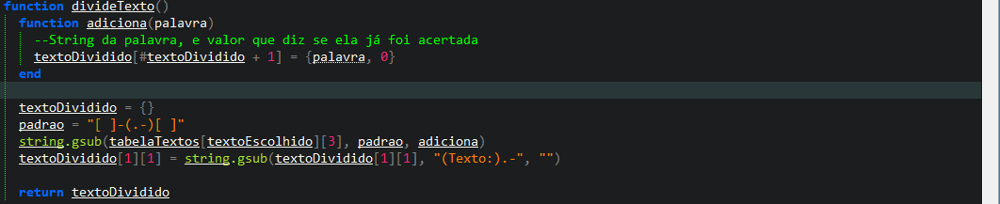 function divideTexto()
function adiciona(palavra)
--String da palavra, e valor que diz se ela já foi acertada
textoDividido[#textoDividido + 1] = {palavra, 0}
end
textoDividido = {}
padrao = "[ ]-(.-)[ ]"
string.gsub(tabelaTextos[textoEscolhido][3], padrao, adiciona)
textoDividido[1][1] = string.gsub(textoDividido[1][1], "(Texto:).-", "")
return textoDividido